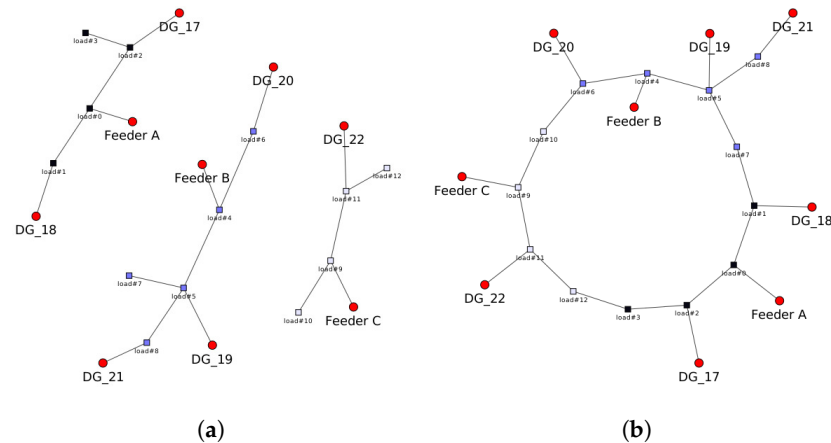 DG_17
load#3
load#2
load#0
Feeder A
load#1
DG_18
DG_20
load#6
Feeder B
load#4
load#7
load#5
load#8
DG_19
DG_21
DG_22
load#12
load#11
load#9
load#10
Feeder C
(a)
DG_20
DG_19
DG_21
load#8
load#6
load#4
load#5
Feeder B
load#10
load#7
Feeder C
load#9
load#1
DG_18
load#11
load#0
DG_22
load#12
load#3
load#2
Feeder A
DG_17
(b)